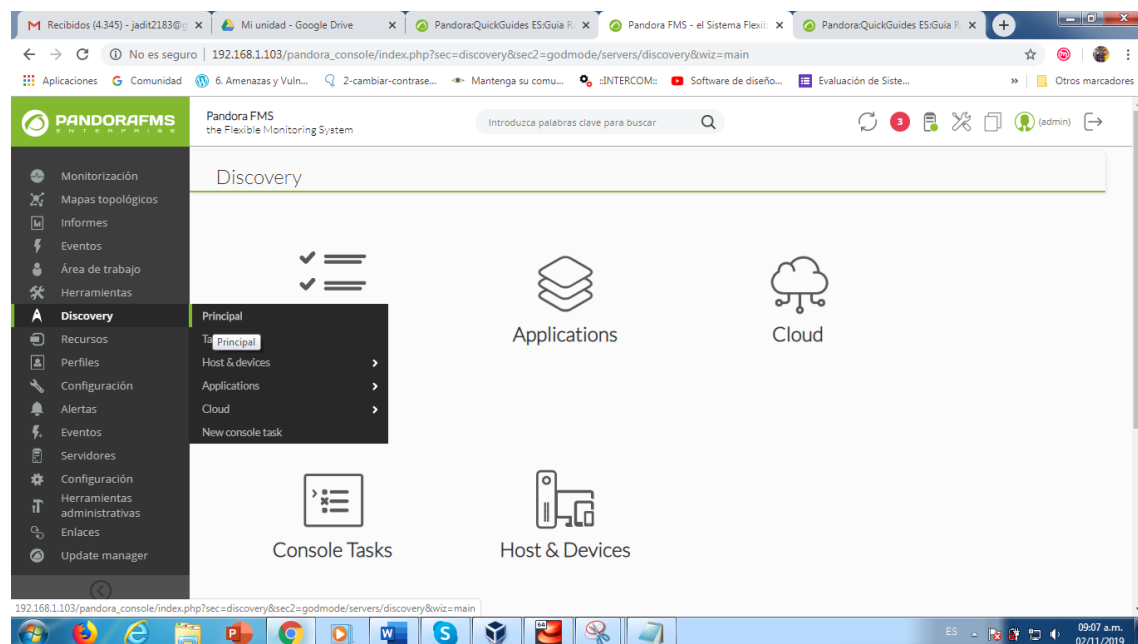 Recibidos (4.345) - jadit2183@g
Mi unidad - Google Drive
Pandora:QuickGuides ES:Guia R
Pandora FMS - el Sistema Flexib
Pandora:QuickGuides ES:Guia R
No es seguro
192.168.1.103/pandora_console/index.php?sec=discovery&sec2=godmode/servers/discovery&wiz=main
Aplicaciones
Comunidad
6. Amenazas y Vuln...
2-cambiar-contrase...
Mantenga su comu...
::INTERCOM::
Software de diseño...
Evaluación de Siste...
»
Otros marcadores
PANDORAFMS
ENTERPRISE
Pandora FMS
the Flexible Monitoring System
Introduzca palabras clave para buscar
3
(admin)
Monitorización
Mapas topológicos
Informes
Eventos
Área de trabajo
Herramientas
Discovery
Recursos
Perfiles
Configuración
Alertas
Eventos
Servidores
Configuración
Herramientas
administrativas
Enlaces
Update manager
Discovery
Principal
Ta
Principal
Host & devices
Applications
Cloud
New console task
Applications
Cloud
Console Tasks
Host & Devices
192.168.1.103/pandora_console/index.php?sec=discovery&sec2=godmode/servers/discovery&wiz=main
ES
09:07 a.m.
02/11/2019